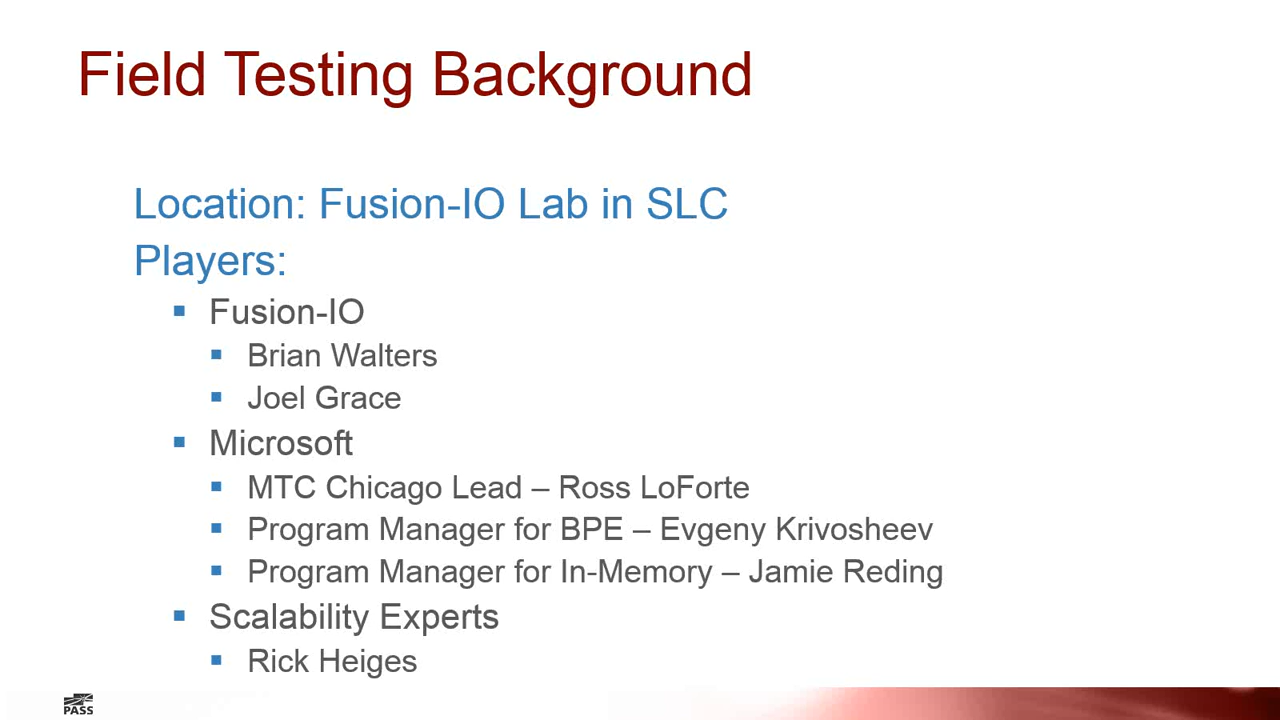 Field Testing Background
Location: Fusion-IO Lab in SLC
Players:
Fusion-IO
Brian Walters
Joel Grace
Microsoft
MTC Chicago Lead – Ross LoForte
Program Manager for BPE – Evgeny Krivosheev
Program Manager for In-Memory – Jamie Reding
Scalability Experts
Rick Heiges
PASS